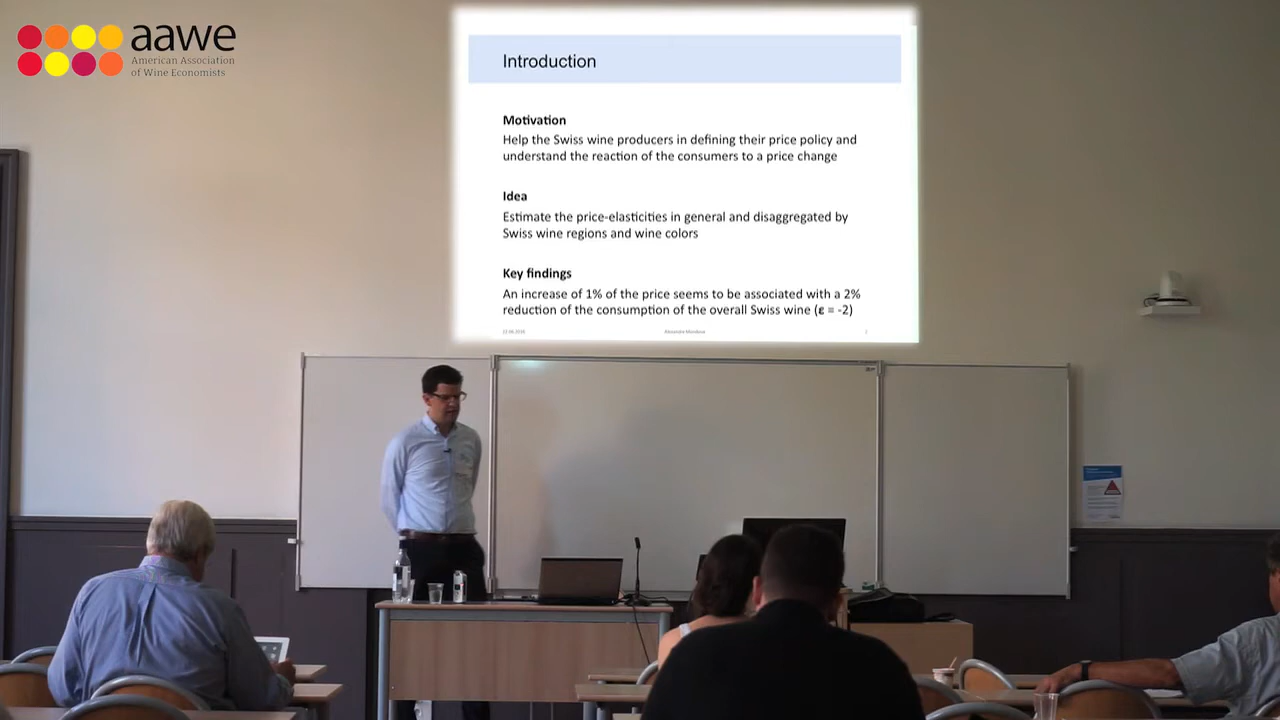 aawe
American Association
of Wine Economists
Introduction
Motivation
Help the Swiss wine producers in defining their price policy and
understand the reaction of the consumers to a price change
Idea
Estimate the price-elasticities in general and disaggregated by
Swiss wine regions and wine colors
Key findings
An increase of 1% of the price seems to be associated with a 2%
reduction of the consumption of the overall Swiss wine (ε = -2)